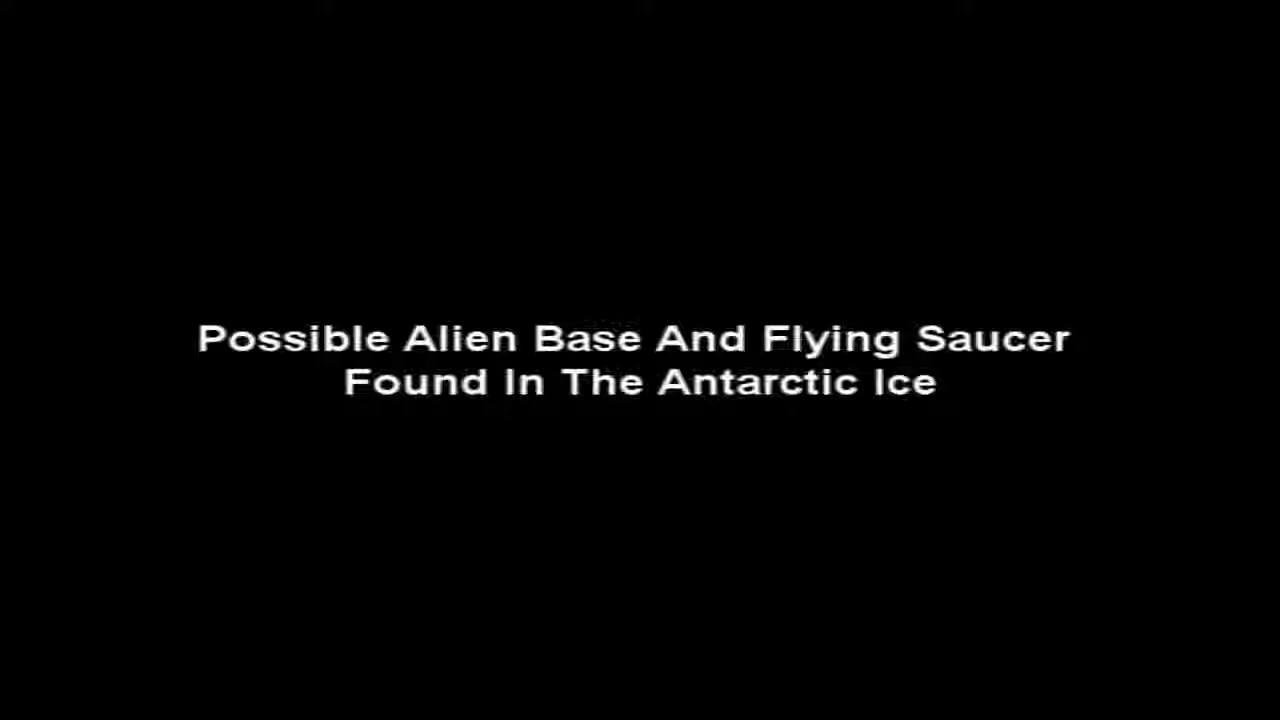 Possible Alien Base And Flying Saucer
Found In The Antarctic Ice